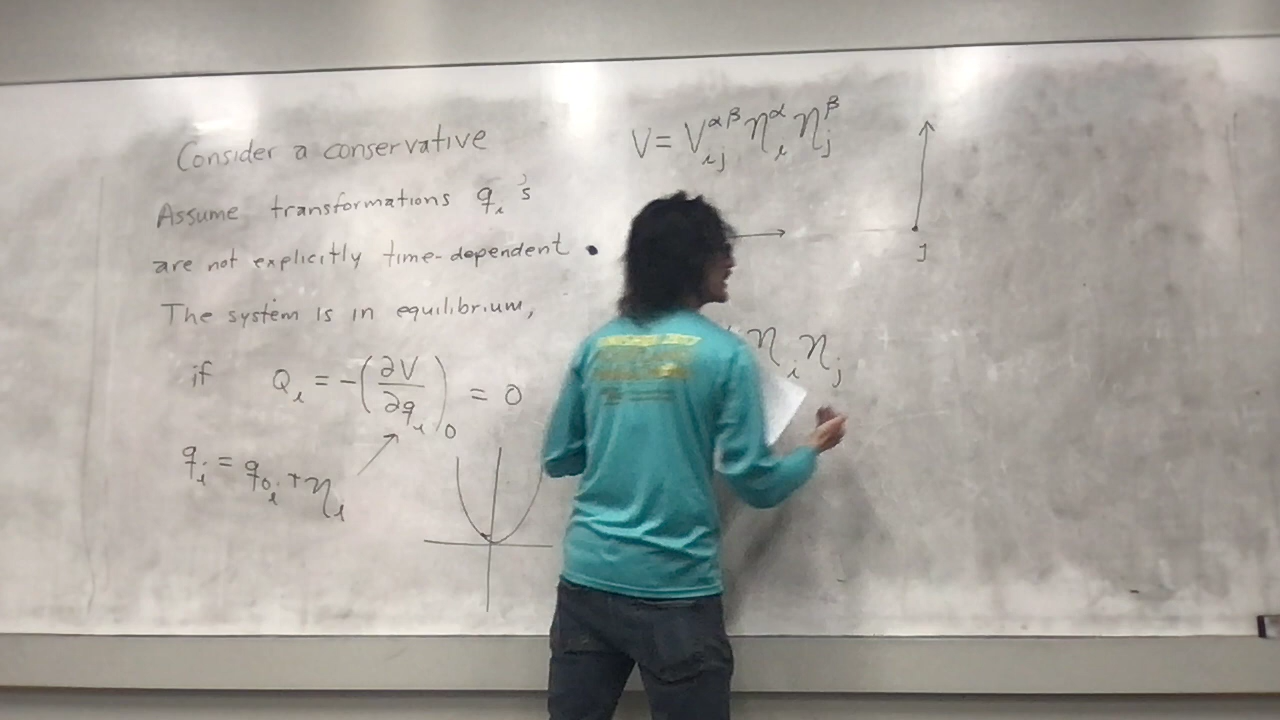 Consider a conservative
Assume transformations qᵢ's
are not explicitly time-dependent.
The system is in equilibrium,
if Qᵢ = -(∂V/∂qᵢ)₀ = 0
qᵢ = q₀ᵢ + ηᵢ
V = Vᵢⱼ^αβ ηᵢ^α ηⱼ^β
J
ηᵢ ηⱼ